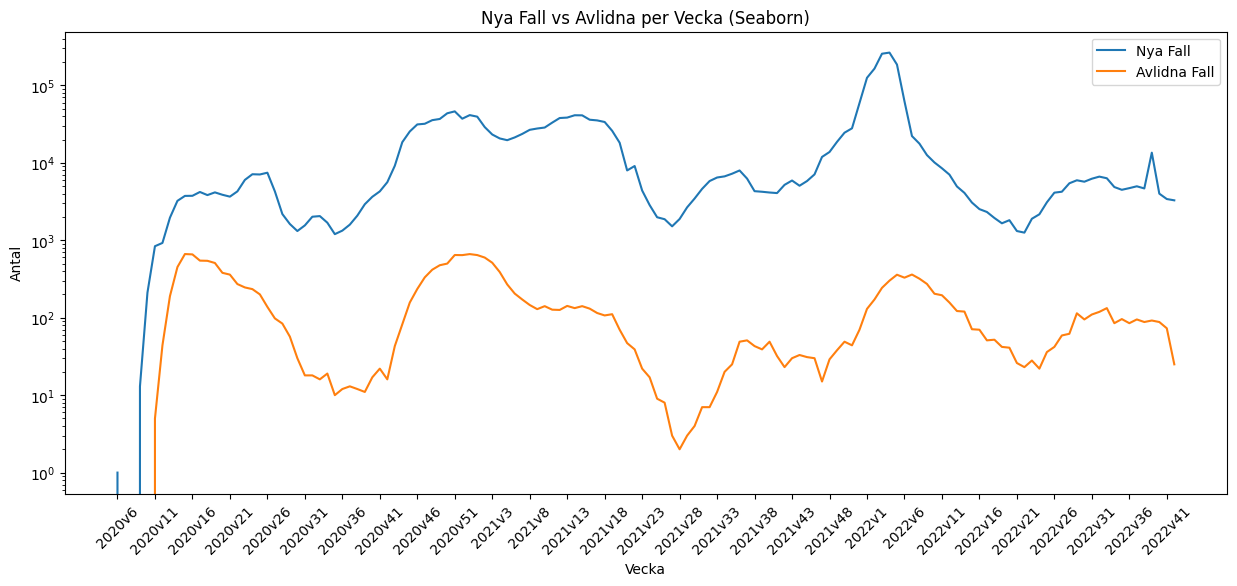 Nya Fall vs Avlidna per Vecka (Seaborn)
Nya Fall
Avlidna Fall
Antal
10^5
10^4
10^3
10^2
10^1
10^0
2020v6
2020v11
2020v16
2020v21
2020v26
2020v31
2020v36
2020v41
2020v46
2020v51
2021v3
2021v8
2021v13
2021v18
2021v23
2021v28
2021v33
2021v38
2021v43
2021v48
2022v1
2022v6
2022v11
2022v16
2022v21
2022v26
2022v31
2022v36
2022v41
Vecka